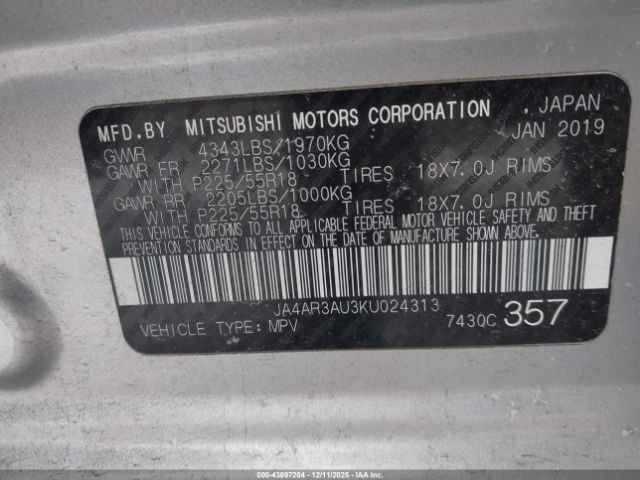 MFD.BY MITSUBISHI MOTORS CORPORATION , JAPAN
GVWR 4343LBS/1970KG JAN 2019
GAWR FR 2271LBS/1030KG
WITH P225/55R18 TIRES 18X7.0J RIMS
GAWR RR 2205LBS/1000KG
WITH P225/55R18 TIRES 18X7.0J RIMS
THIS VEHICLE CONFORMS TO ALL APPLICABLE FEDERAL MOTOR VEHICLE SAFETY AND THEFT
PREVENTION STANDARDS IN EFFECT ON THE DATE OF MANUFACTURE SHOWN ABOVE.
JA4AR3AU3KU024313
VEHICLE TYPE: MPV 7430C 357
000-43897204 - 12/11/2025 - IAAI.COM